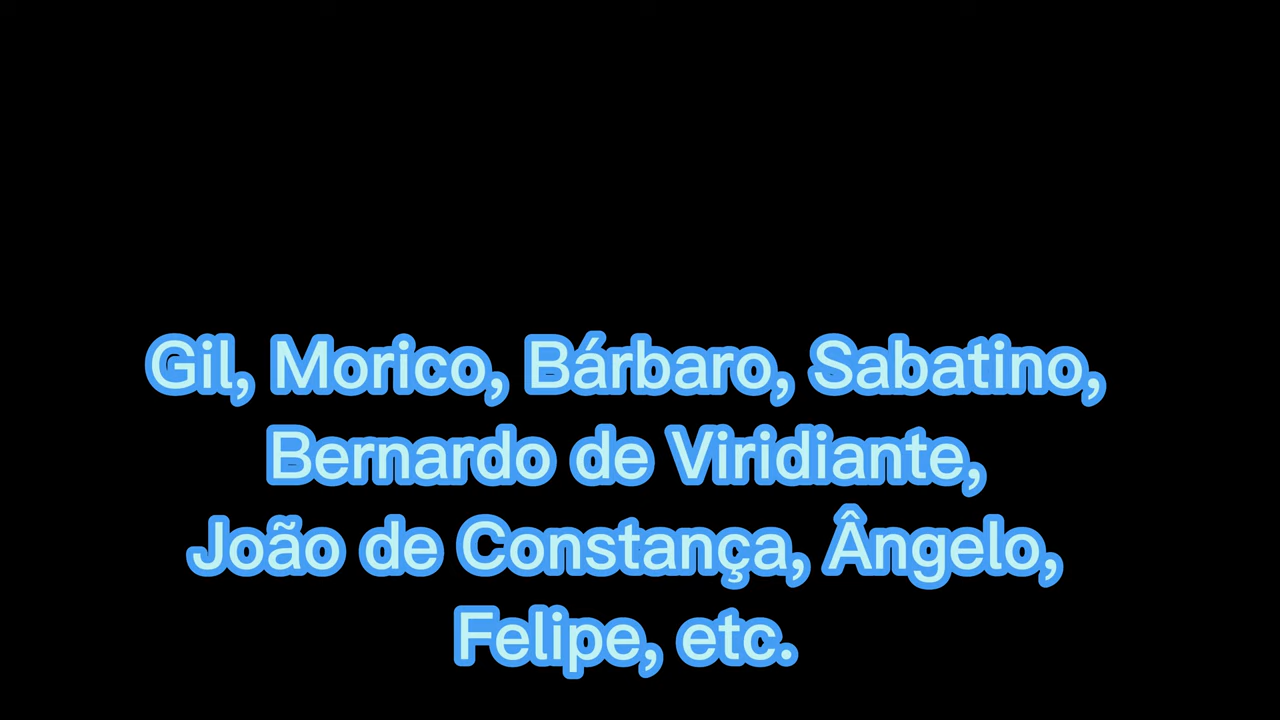 Gil, Morico, Bárbaro, Sabatino,
Bernardo de Viridiante,
João de Constança, Ângelo,
Felipe, etc.